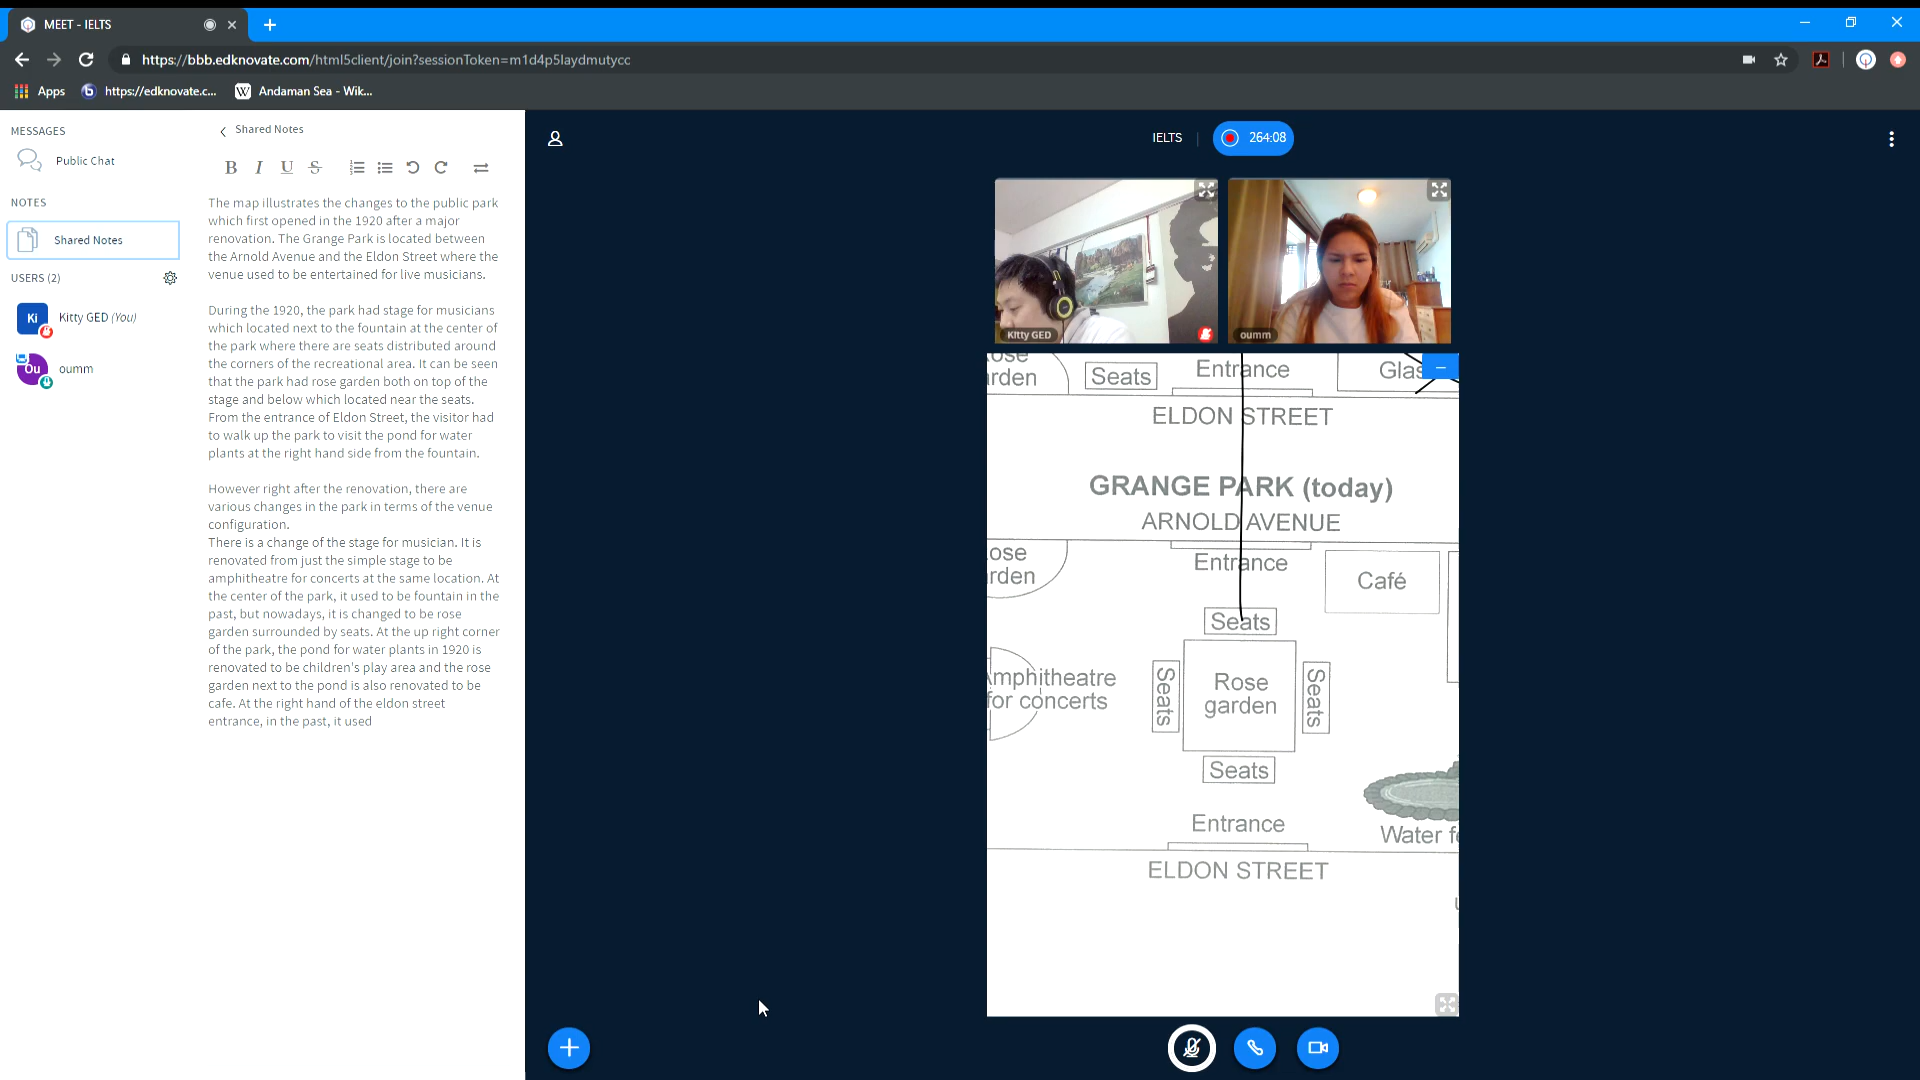 MEET - IELTS
https://bbb.edknovate.com/html5client/join?sessionToken=m1d4p5laydmutycc
Apps
https://edknovate.c...
Andaman Sea - Wik...
MESSAGES
Public Chat
NOTES
Shared Notes
USERS (2)
Ki
Kitty GED (You)
Ou
oumm
Shared Notes
B I U S
The map illustrates the changes to the public park
which first opened in the 1920 after a major
renovation. The Grange Park is located between
the Arnold Avenue and the Eldon Street where the
venue used to be entertained for live musicians.
During the 1920, the park had stage for musicians
which located next to the fountain at the center of
the park where there are seats distributed around
the corners of the recreational area. It can be seen
that the park had rose garden both on top of the
stage and below which located near the seats.
From the entrance of Eldon Street, the visitor had
to walk up the park to visit the pond for water
plants at the right hand side from the fountain.
However right after the renovation, there are
various changes in the park in terms of the venue
configuration.
There is a change of the stage for musician. It is
renovated from just the simple stage to be
amphitheatre for concerts at the same location. At
the center of the park, it used to be fountain in the
past, but nowadays, it is changed to be rose
garden surrounded by seats. At the up right corner
of the park, the pond for water plants in 1920 is
renovated to be children's play area and the rose
garden next to the pond is also renovated to be
cafe. At the right hand of the eldon street
entrance, in the past, it used
IELTS
264:08
Kitty GED
oumm
ose
rden
Seats
Entrance
Glas
ELDON STREET
GRANGE PARK (today)
ARNOLD AVENUE
ose
rden
Entrance
Café
Seats
mphitheatre
for concerts
Seats
Rose
garden
Seats
Seats
Entrance
Water fe
ELDON STREET